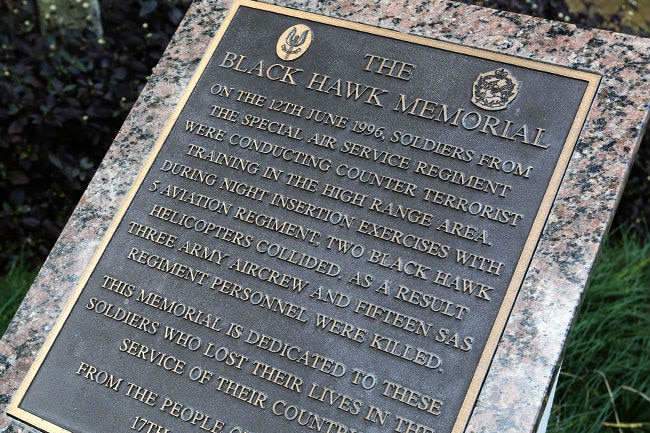 THE
BLACK HAWK MEMORIAL
ON THE 12TH JUNE 1996, SOLDIERS FROM
THE SPECIAL AIR SERVICE REGIMENT
WERE CONDUCTING COUNTER TERRORIST
TRAINING IN THE HIGH RANGE AREA.
DURING NIGHT INSERTION EXERCISES WITH
5 AVIATION REGIMENT, TWO BLACK HAWK
HELICOPTERS COLLIDED, AS A RESULT
THREE ARMY AIRCREW AND FIFTEEN SAS
REGIMENT PERSONNEL WERE KILLED.
THIS MEMORIAL IS DEDICATED TO THESE
SOLDIERS WHO LOST THEIR LIVES IN THE
SERVICE OF THEIR
FROM THE PEOPLE
17TH